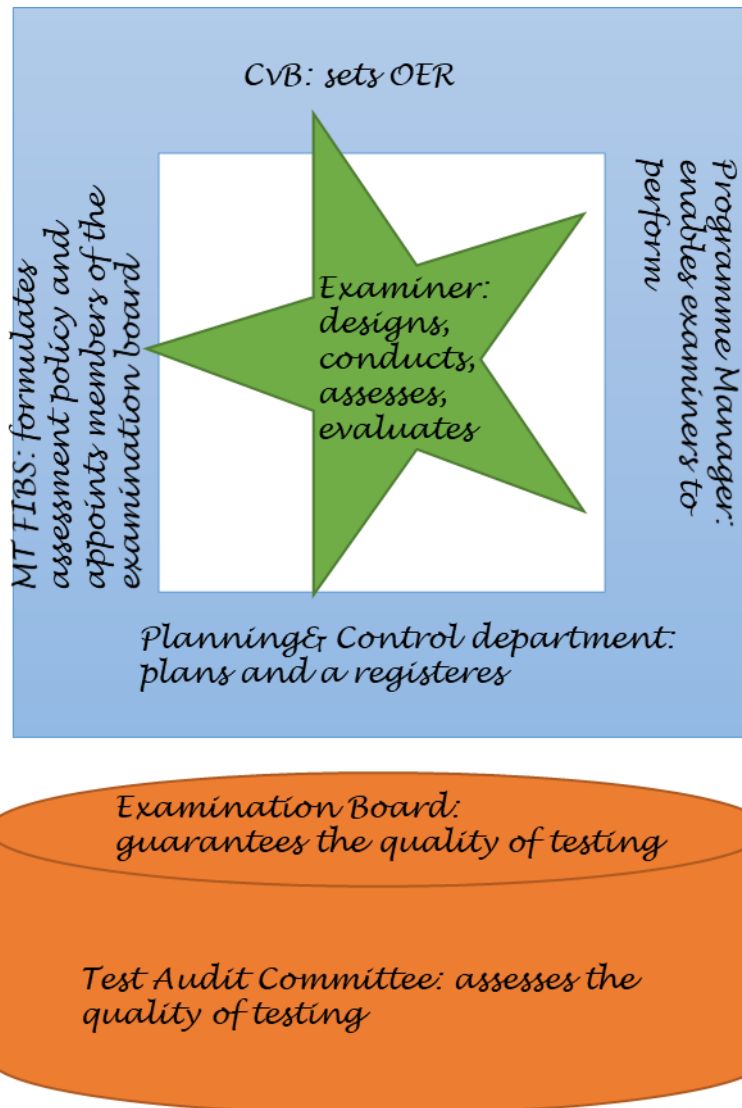 CvB: sets OER
MT FIBS: formulates
assessment policy and
appoints members of the
examination board
Examiner:
designs,
conducts,
assesses,
evaluates
Programme Manager:
enables examiners to
perform
Planning& Control department:
plans and a registeres
Examination Board:
guarantees the quality of testing
Test Audit Committee: assesses the
quality of testing